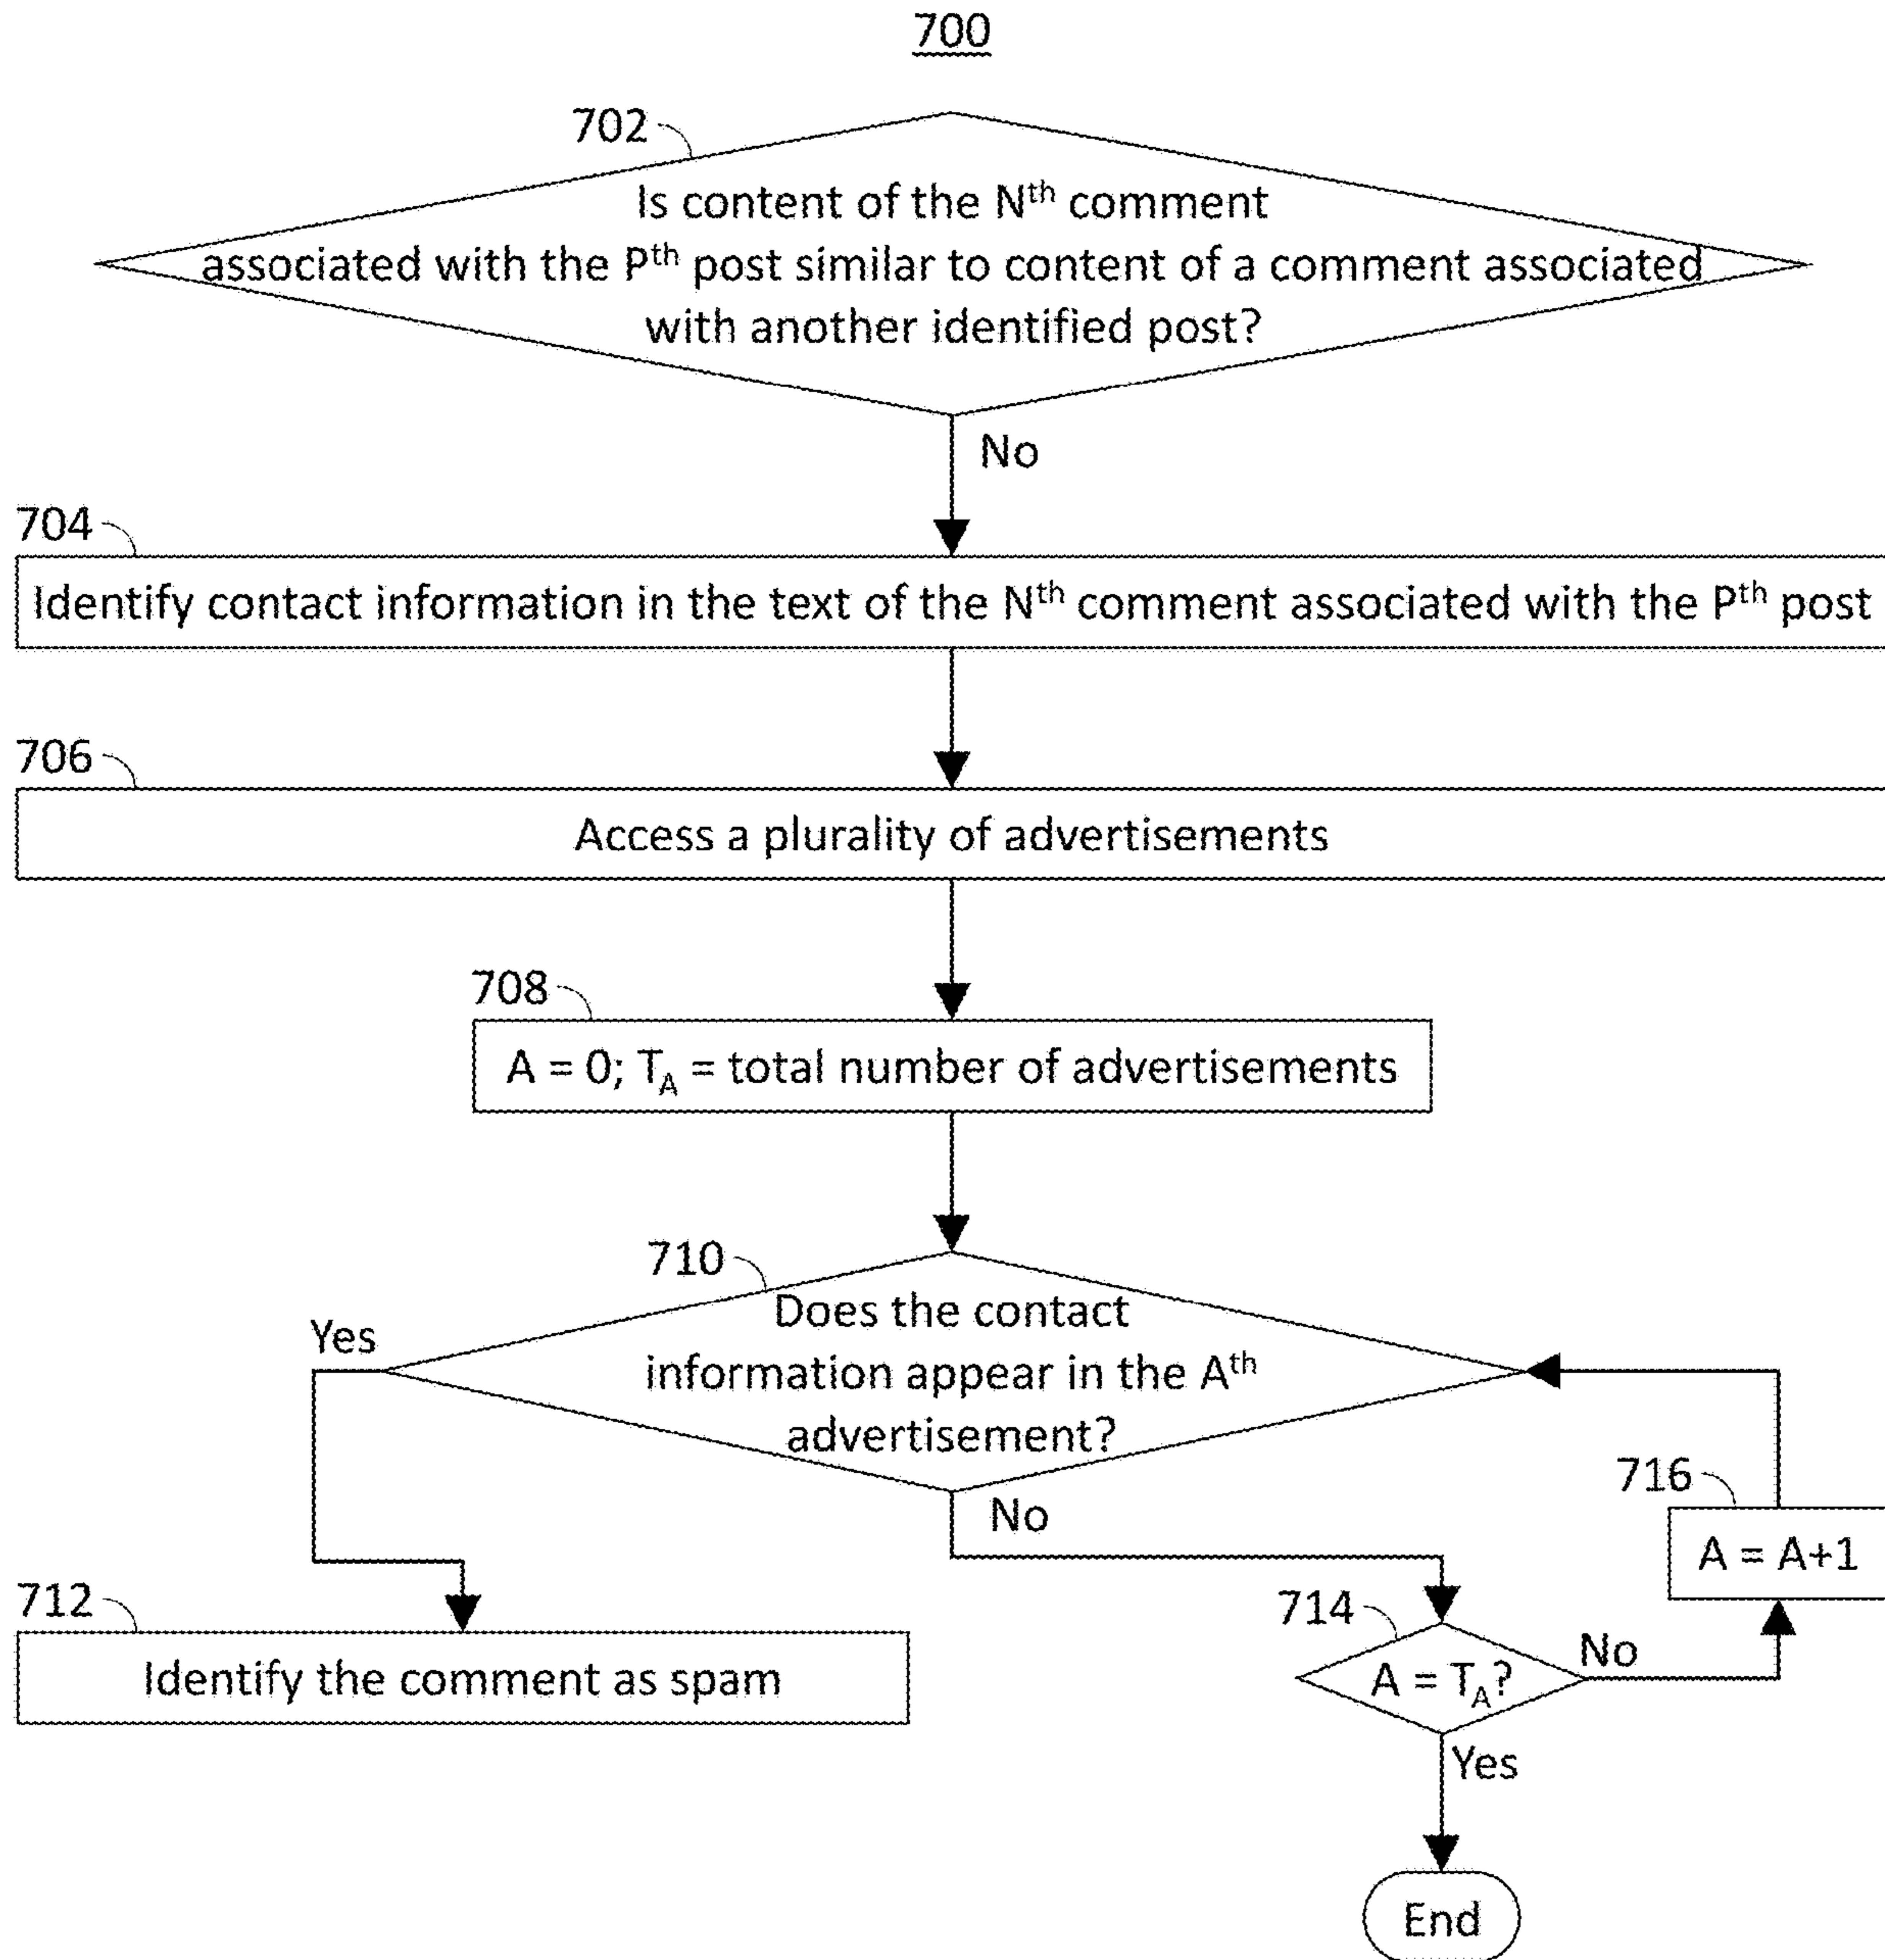 700
702
Is content of the Nth comment
associated with the Pth post similar to content of a comment associated
with another identified post?
No
704
Identify contact information in the text of the Nth comment associated with the Pth post
706
Access a plurality of advertisements
708
A = 0; TA = total number of advertisements
710
Does the contact
information appear in the Ath
advertisement?
Yes
No
716
A = A+1
712
Identify the comment as spam
714
A = TA?
No
Yes
End